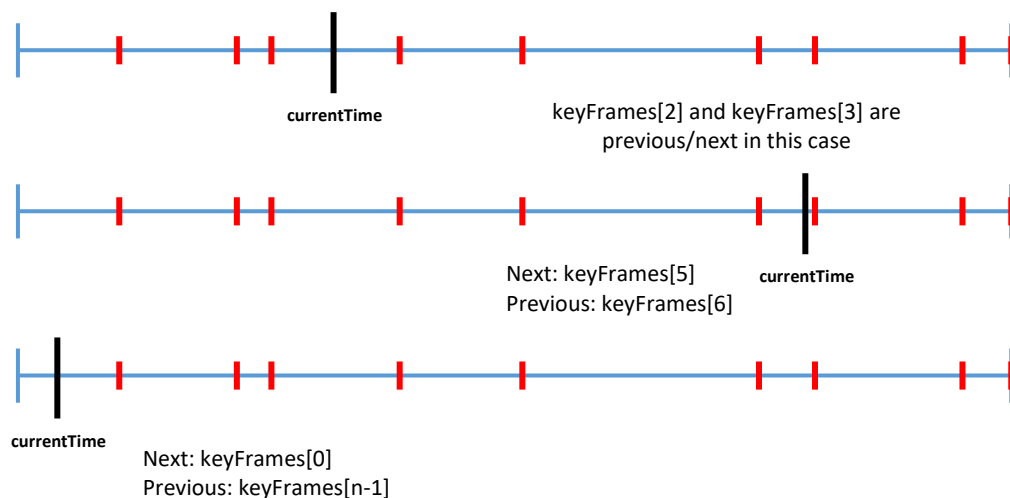 currentTime
keyFrames[2] and keyFrames[3] are
previous/next in this case
Next: keyFrames[5]
Previous: keyFrames[6]
currentTime
currentTime
Next: keyFrames[0]
Previous: keyFrames[n-1]